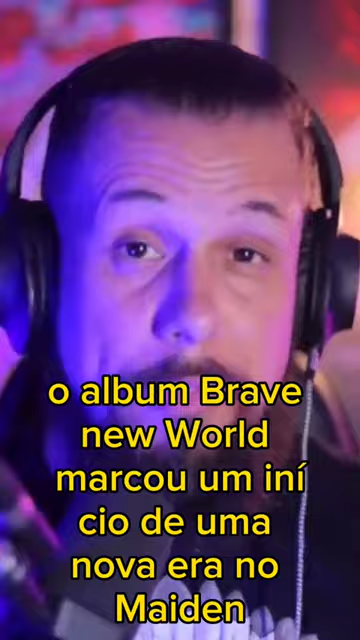 o album Brave
new World
marcou um iní
cio de uma
nova era no
Maiden